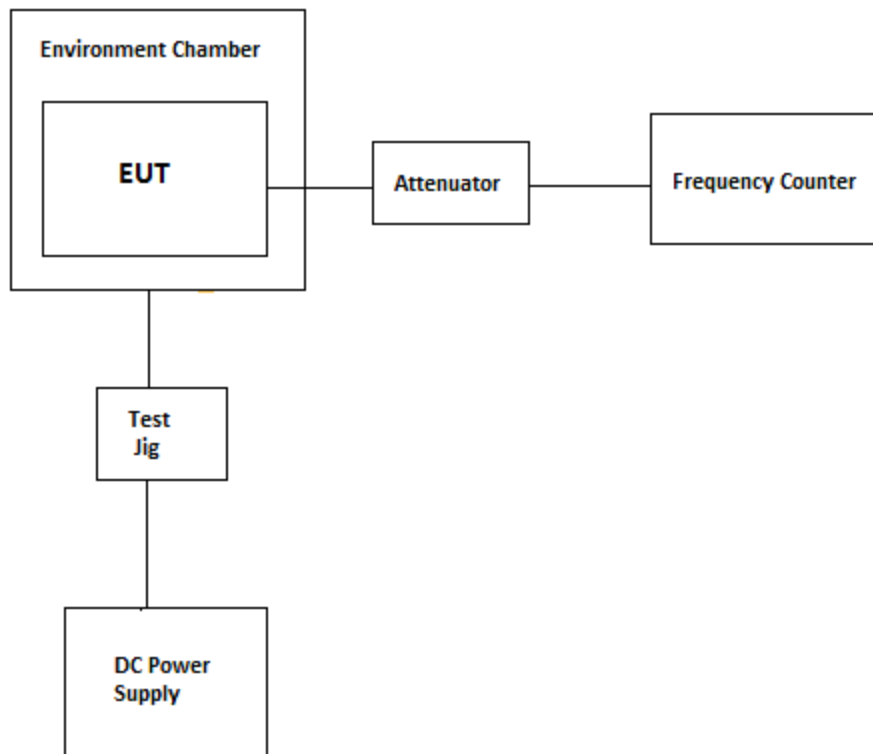 Environment Chamber
EUT
Attenuator
Frequency Counter
Test
Jig
DC Power
Supply